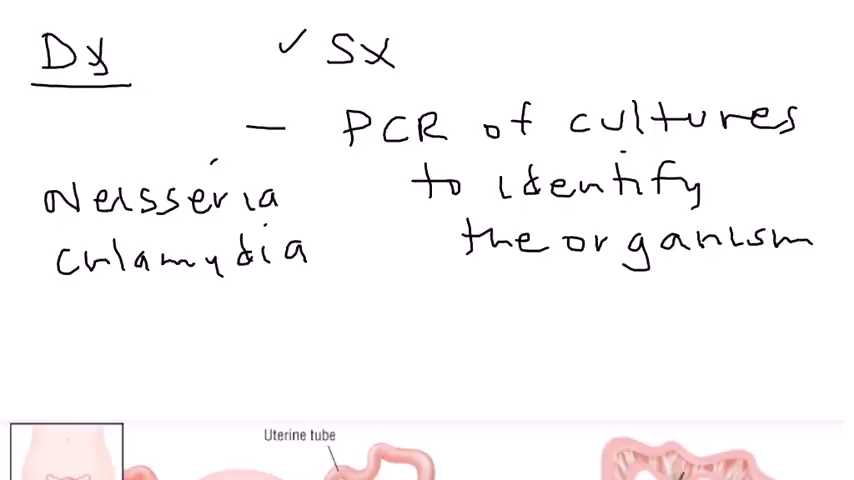 Dx ✓ Sx
- PCR of cultures
Neisseria to identify
Chlamydia the organism
Uterine tube